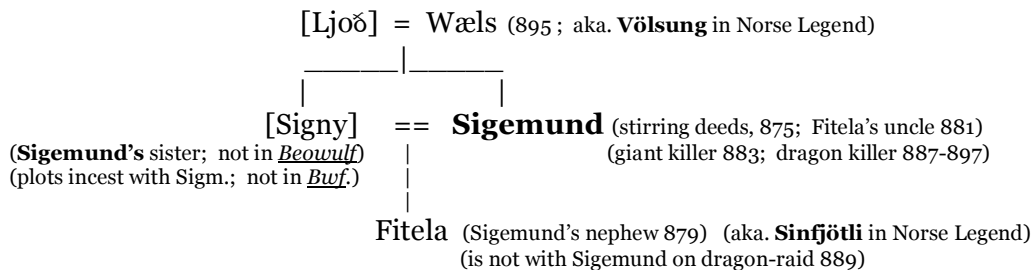 [Ljoð] = Wæls (895 ; aka. Völsung in Norse Legend)
[Signy] == Sigemund (stirring deeds, 875; Fitela's uncle 881)
(Sigemund's sister; not in Beowulf) (giant killer 883; dragon killer 887-897)
(plots incest with Sigm.; not in Bwf.)
Fitela (Sigemund's nephew 879) (aka. Sinfjötli in Norse Legend)
(is not with Sigemund on dragon-raid 889)